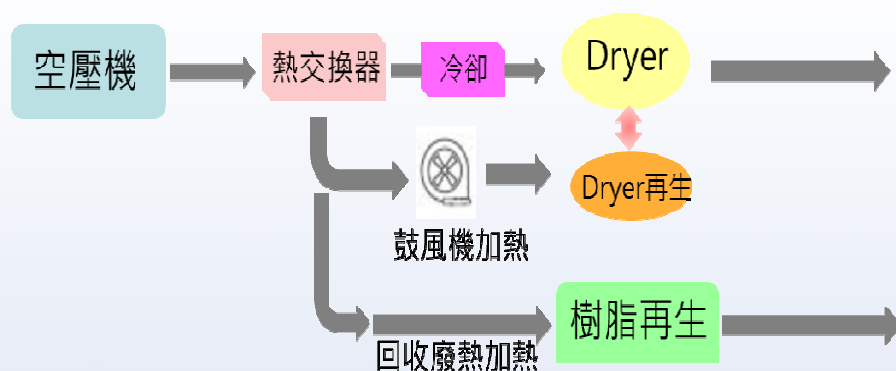 空壓機
熱交換器
冷卻
Dryer
Dryer再生
鼓風機加熱
樹脂再生
回收廢熱加熱